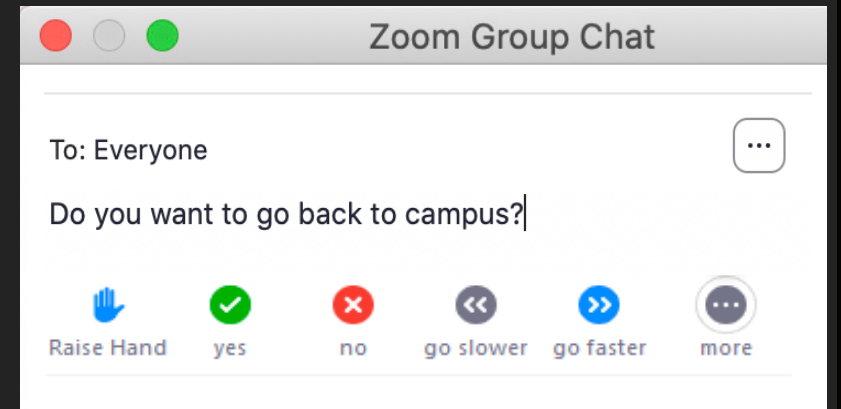 Zoom Group Chat
To: Everyone
Do you want to go back to campus?
Raise Hand yes no go slower go faster more